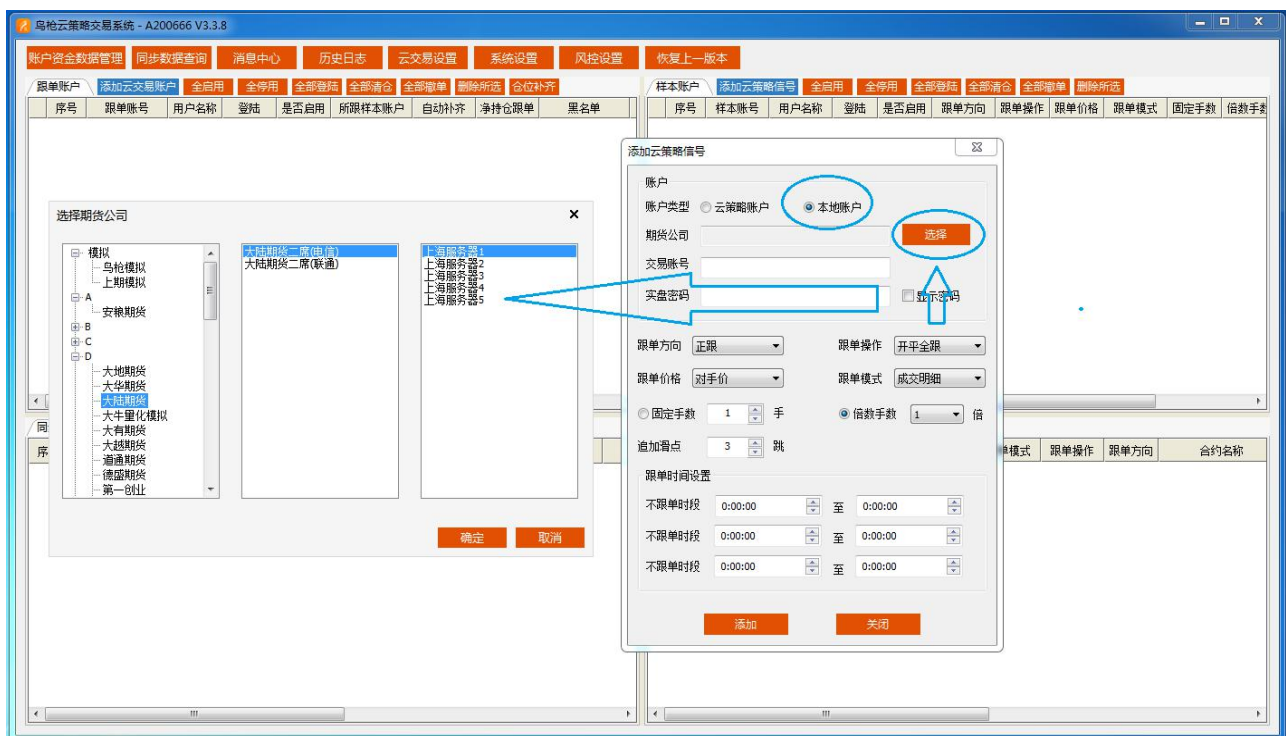 乌枪云策略交易系统 - A200666 V3.3.8
账户资金数据管理 同步数据查询 消息中心 历史日志 云交易设置 系统设置 风控设置 恢复上一版本
跟单账户 添加云交易账户 全启用 全停用 全部登陆 全部清仓 全部撤单 删除所选 仓位补齐
序号 跟单账号 用户名称 登陆 是否启用 所跟样本账户 自动补齐 净持仓跟单 黑名单
样本账户 添加云策略信号 全启用 全停用 全部登陆 全部清仓 全部撤单 删除所选
序号 样本账号 用户名称 登陆 是否启用 跟单方向 跟单操作 跟单价格 跟单模式 固定手数 倍数手数
选择期货公司
模拟
乌枪模拟
上期模拟
A
安粮期货
B
C
D
大地期货
大华期货
大陆期货
大牛量化模拟
大有期货
大越期货
道通期货
德盛期货
第一创业
大陆期货二席(电信)
大陆期货二席(联通)
上海服务器1
上海服务器2
上海服务器3
上海服务器4
上海服务器5
确定 取消
添加云策略信号
账户
账户类型 云策略账户 本地账户
期货公司 选择
交易账号
实盘密码 显示密码
跟单方向 正跟 跟单操作 开平全跟
跟单价格 对手价 跟单模式 成交明细
固定手数 1 手 倍数手数 1 倍
追加滑点 3 跳
跟单时间设置
不跟单时段 0:00:00 至 0:00:00
不跟单时段 0:00:00 至 0:00:00
不跟单时段 0:00:00 至 0:00:00
添加 关闭
同
序
单模式 跟单操作 跟单方向 合约名称